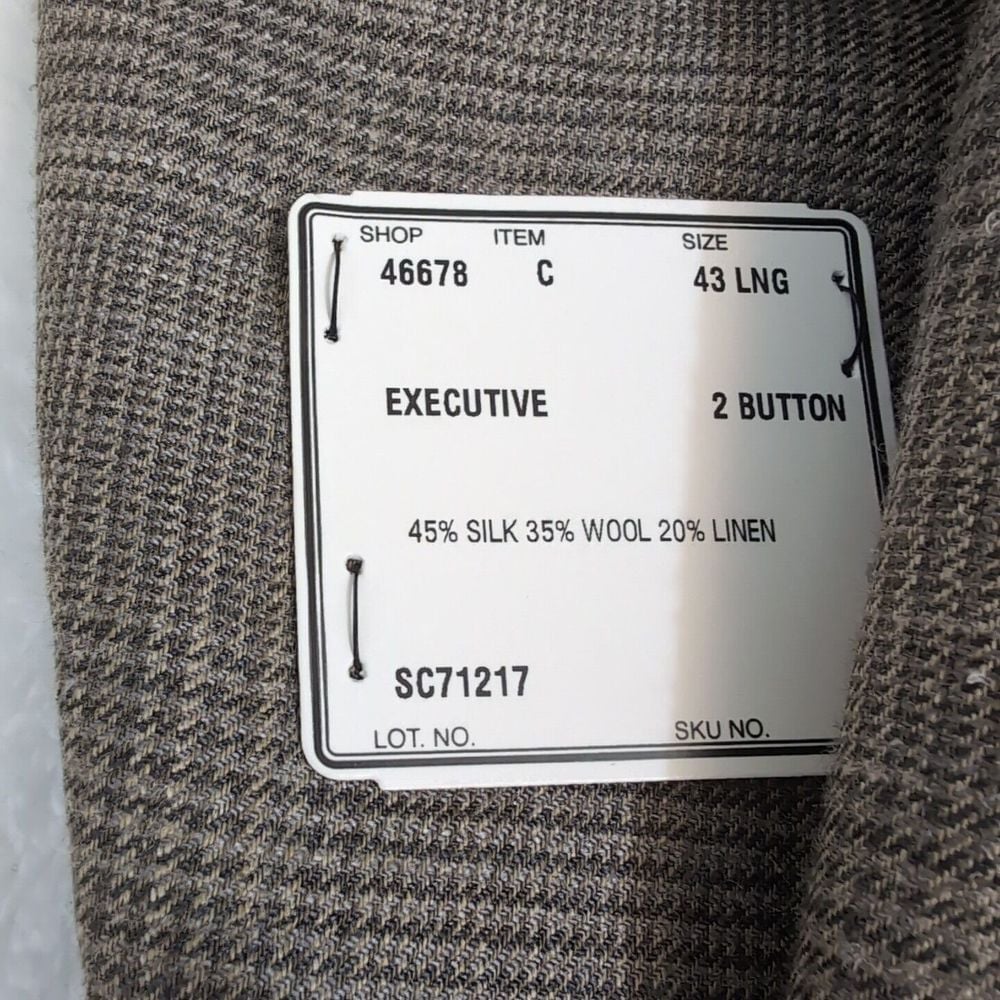 SHOP ITEM SIZE
46678 C 43 LNG
EXECUTIVE 2 BUTTON
45% SILK 35% WOOL 20% LINEN
SC71217
LOT. NO. SKU NO.